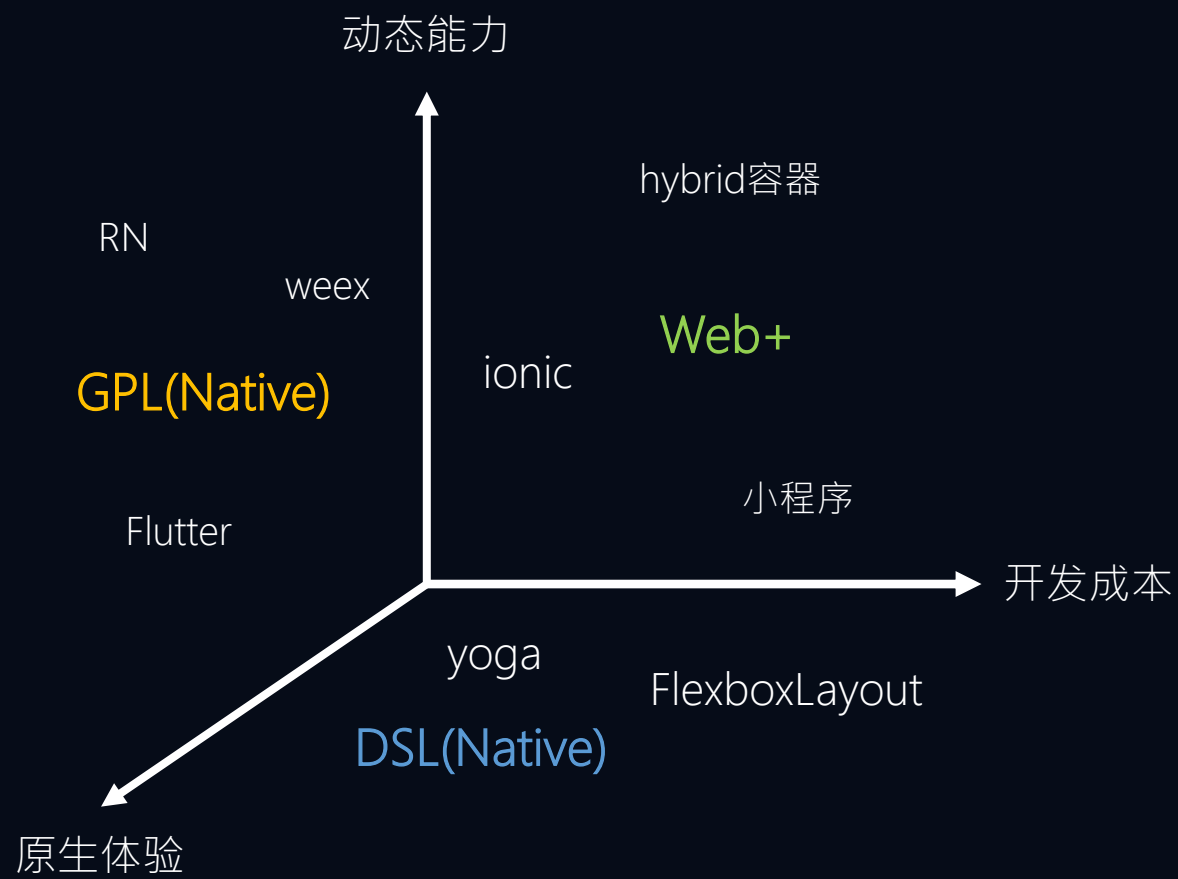 动态能力
hybrid容器
RN
weex
Web+
ionic
GPL(Native)
小程序
Flutter
开发成本
yoga
FlexboxLayout
DSL(Native)
原生体验